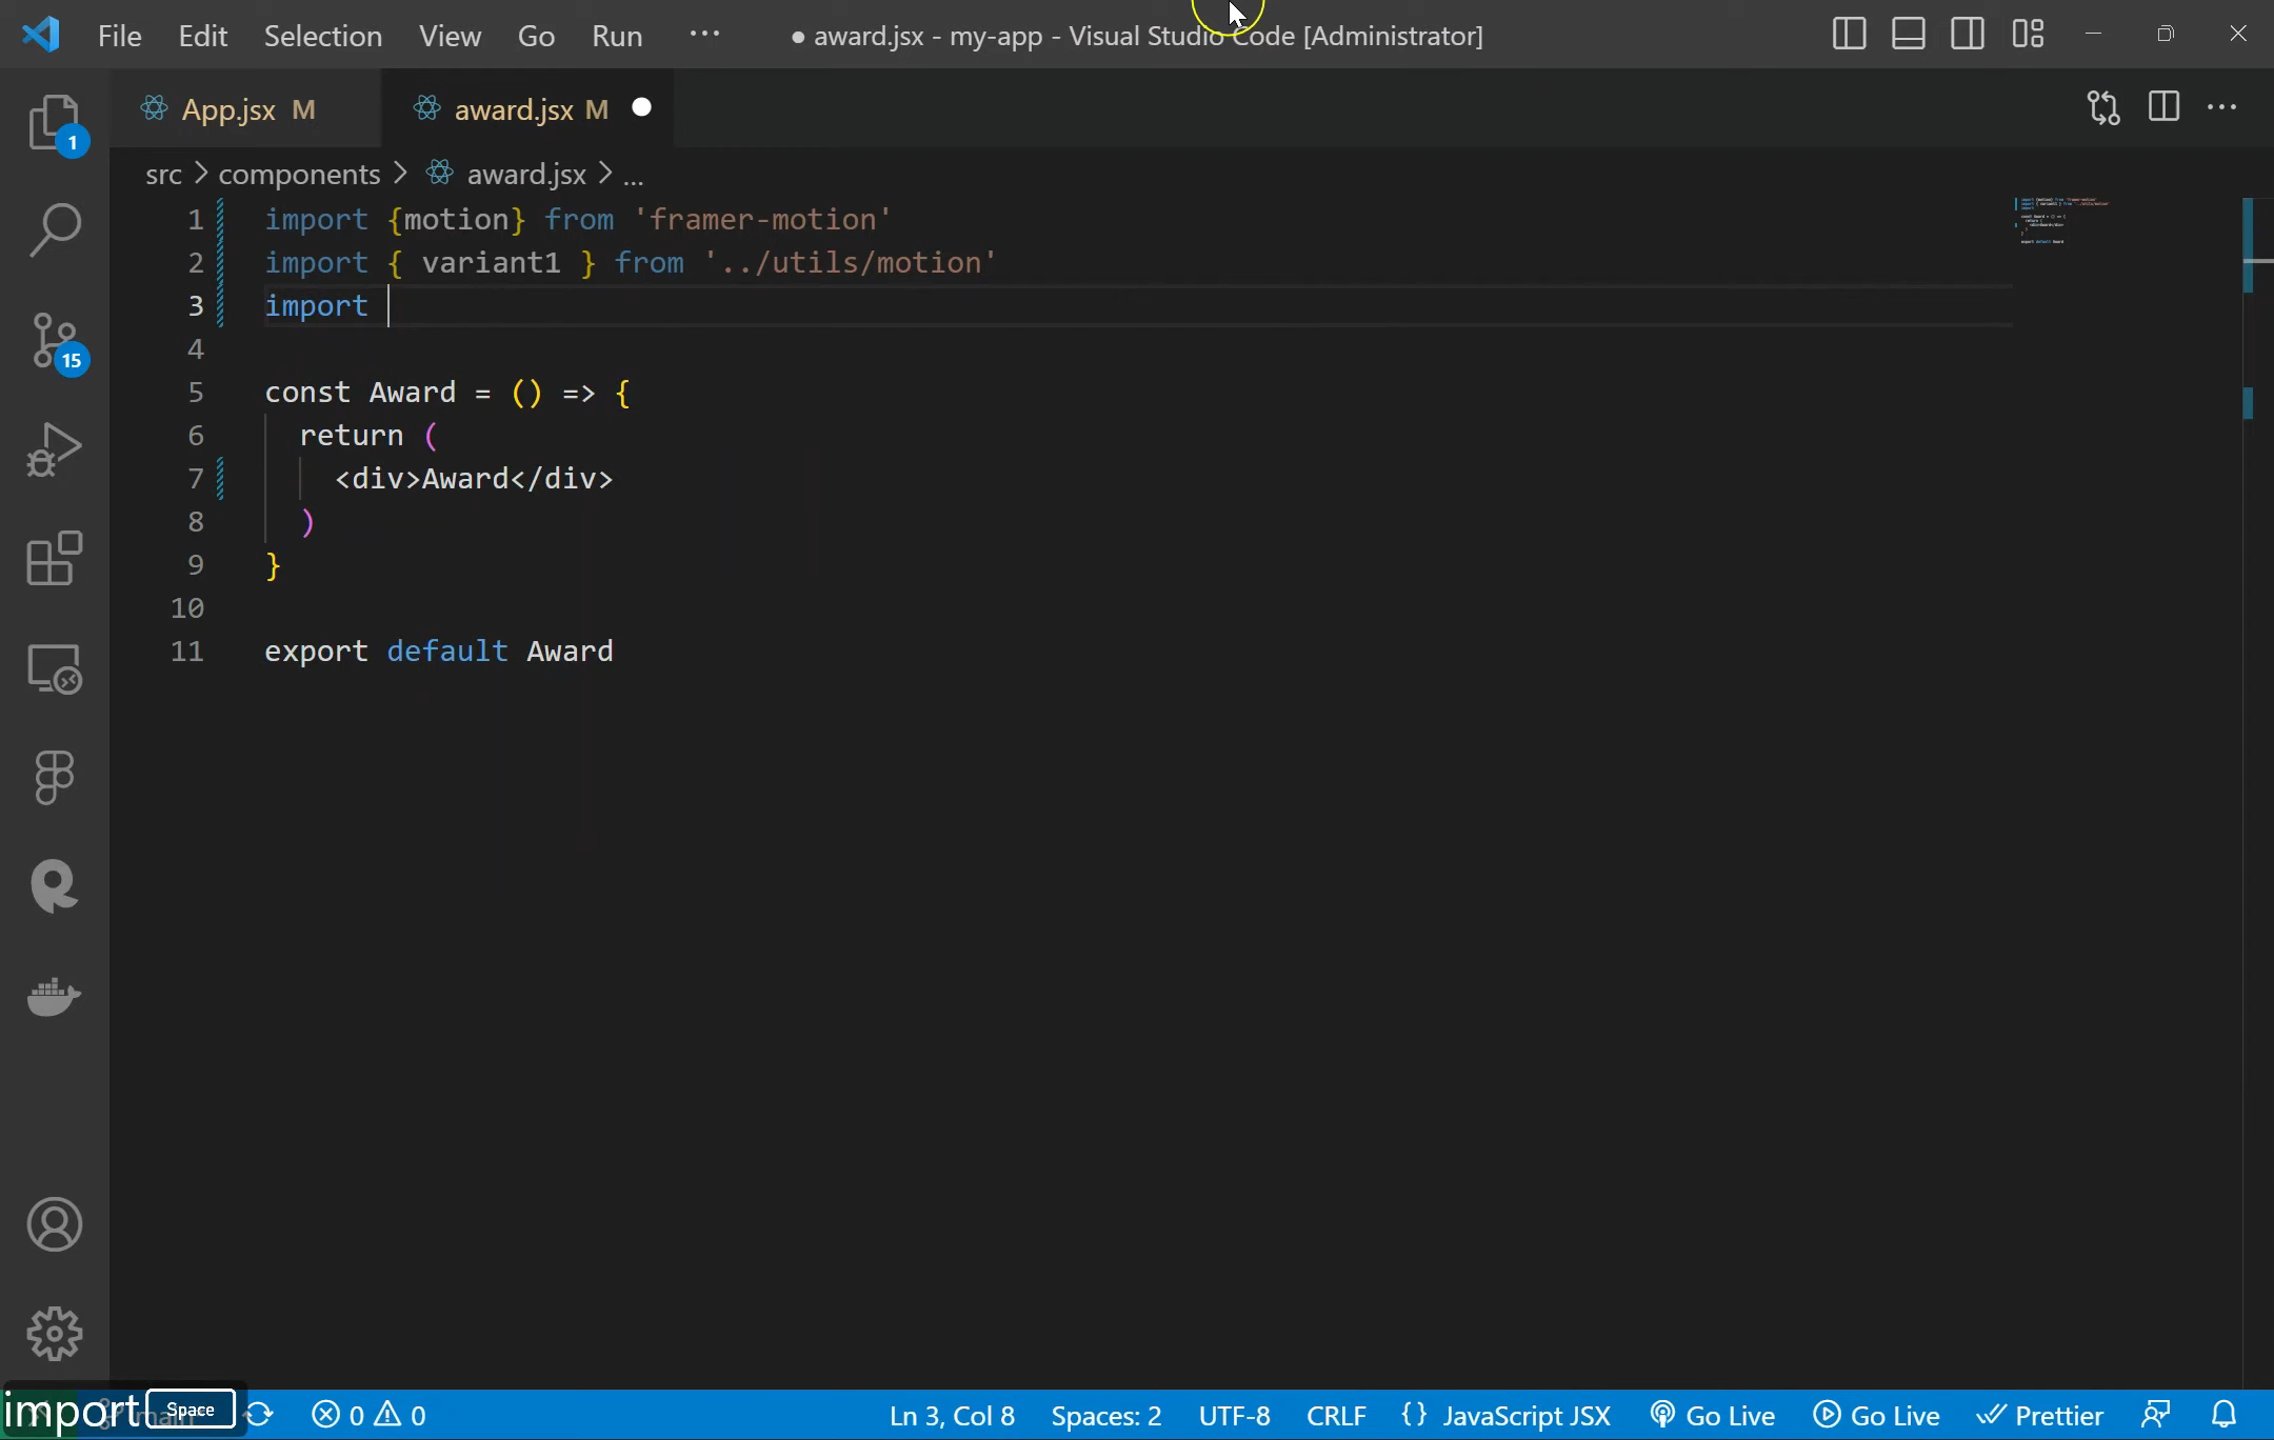 File Edit Selection View Go Run ··· ● award.jsx - my-app - Visual Studio Code [Administrator]
App.jsx M award.jsx M
1
src > components > award.jsx > ...
1 import {motion} from 'framer-motion'
2 import { variant1 } from '../utils/motion'
3 import
15
4
5 const Award = () => {
6 return (
7 <div>Award</div>
8 )
9 }
10
11 export default Award
import Space main 0 0 Ln 3, Col 8 Spaces: 2 UTF-8 CRLF {} JavaScript JSX Go Live Go Live Prettier